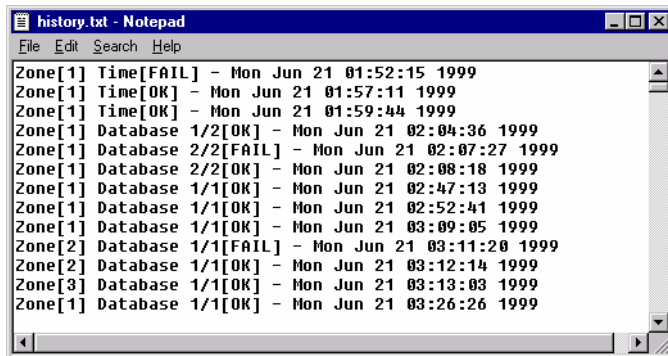 history.txt - Notepad
File Edit Search Help
Zone[1] Time[FAIL] - Mon Jun 21 01:52:15 1999
Zone[1] Time[OK] - Mon Jun 21 01:57:11 1999
Zone[1] Time[OK] - Mon Jun 21 01:59:44 1999
Zone[1] Database 1/2[OK] - Mon Jun 21 02:04:36 1999
Zone[1] Database 2/2[FAIL] - Mon Jun 21 02:07:27 1999
Zone[1] Database 2/2[OK] - Mon Jun 21 02:08:18 1999
Zone[1] Database 1/1[OK] - Mon Jun 21 02:47:13 1999
Zone[1] Database 1/1[OK] - Mon Jun 21 02:52:41 1999
Zone[1] Database 1/1[OK] - Mon Jun 21 03:09:05 1999
Zone[2] Database 1/1[FAIL] - Mon Jun 21 03:11:20 1999
Zone[2] Database 1/1[OK] - Mon Jun 21 03:12:14 1999
Zone[3] Database 1/1[OK] - Mon Jun 21 03:13:03 1999
Zone[1] Database 1/1[OK] - Mon Jun 21 03:26:26 1999